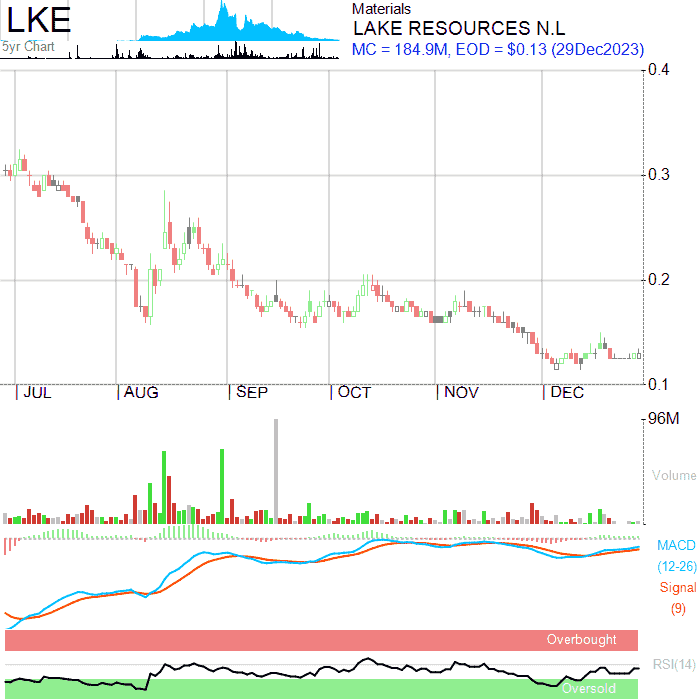 LKE
5yr Chart
Materials
LAKE RESOURCES N.L
MC = 184.9M, EOD = $0.13 (29Dec2023)
0.4
0.3
0.2
0.1
JUL AUG SEP OCT NOV DEC
96M
Volume
MACD
(12-26)
Signal
(9)
Overbought
RSI(14)
Oversold